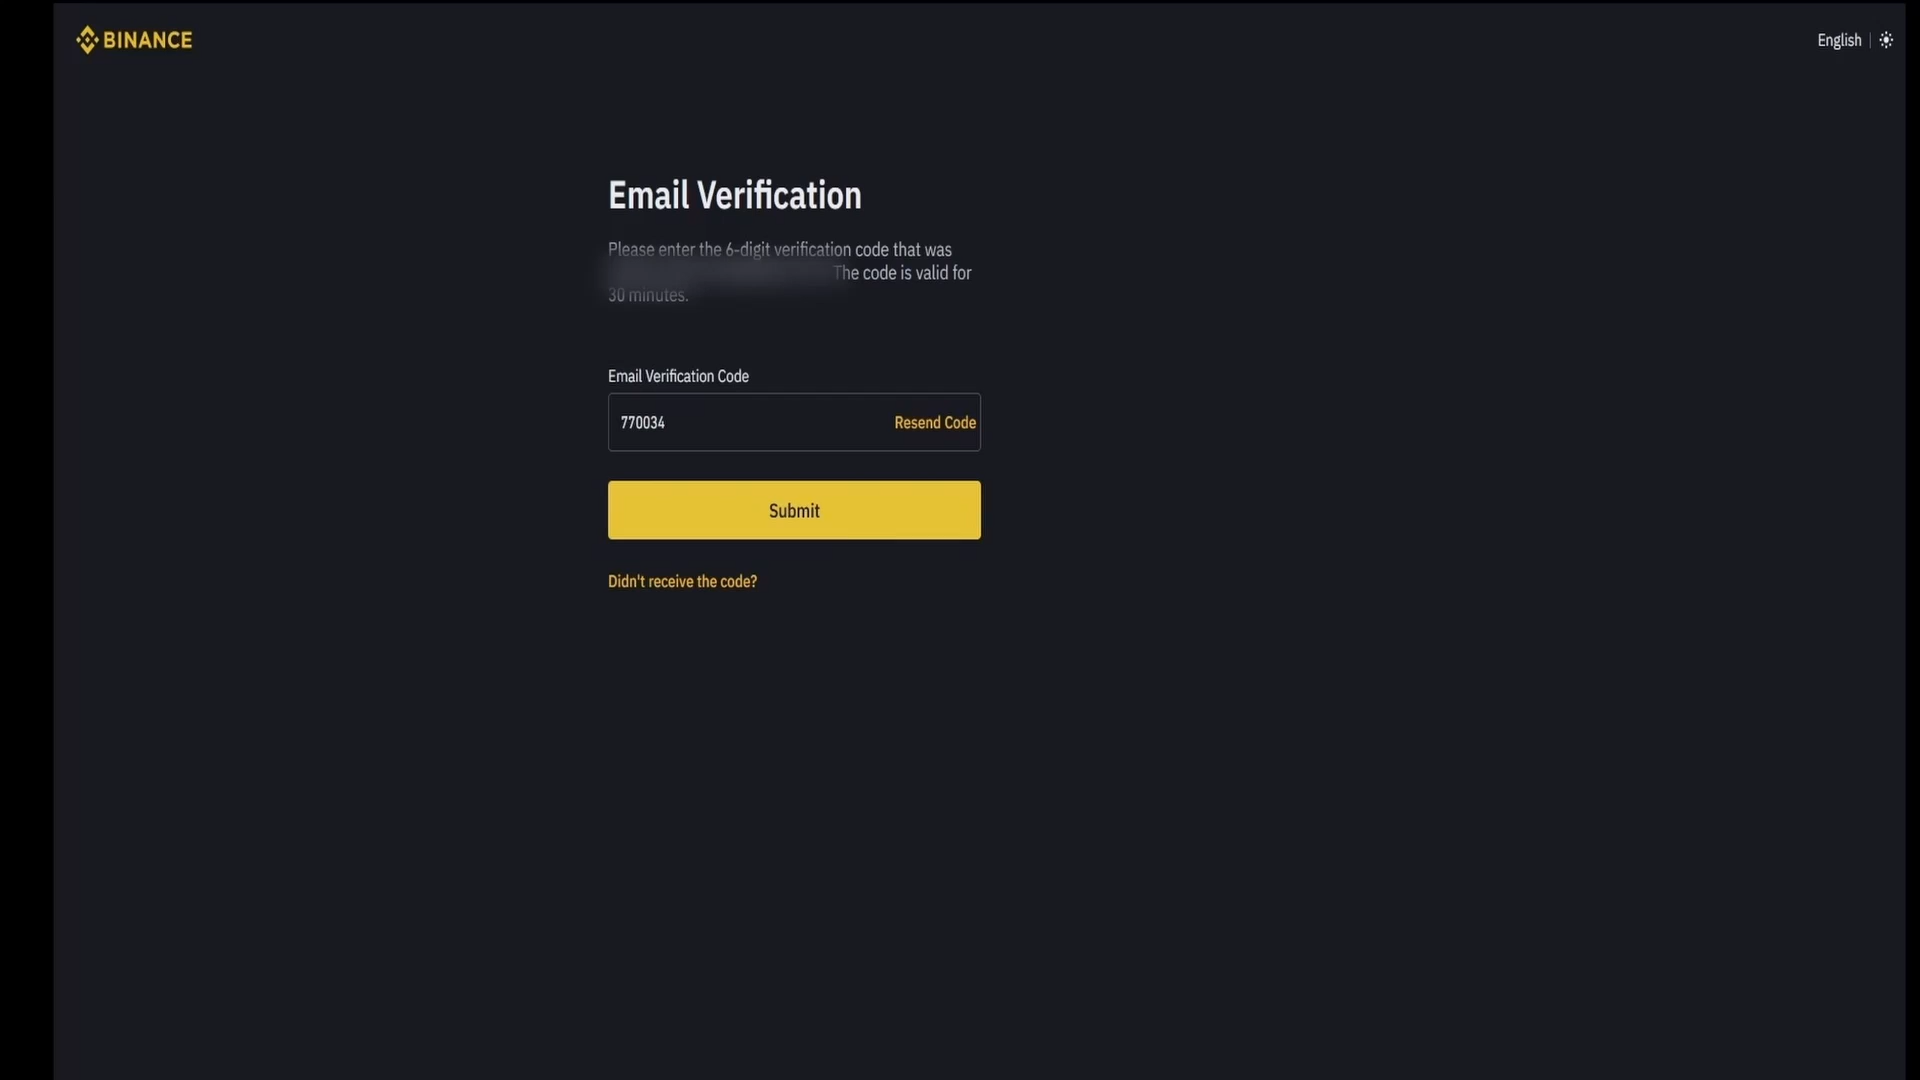 BINANCE
English
Email Verification
Please enter the 6-digit verification code that was
The code is valid for
30 minutes.
Email Verification Code
770034
Resend Code
Submit
Didn't receive the code?